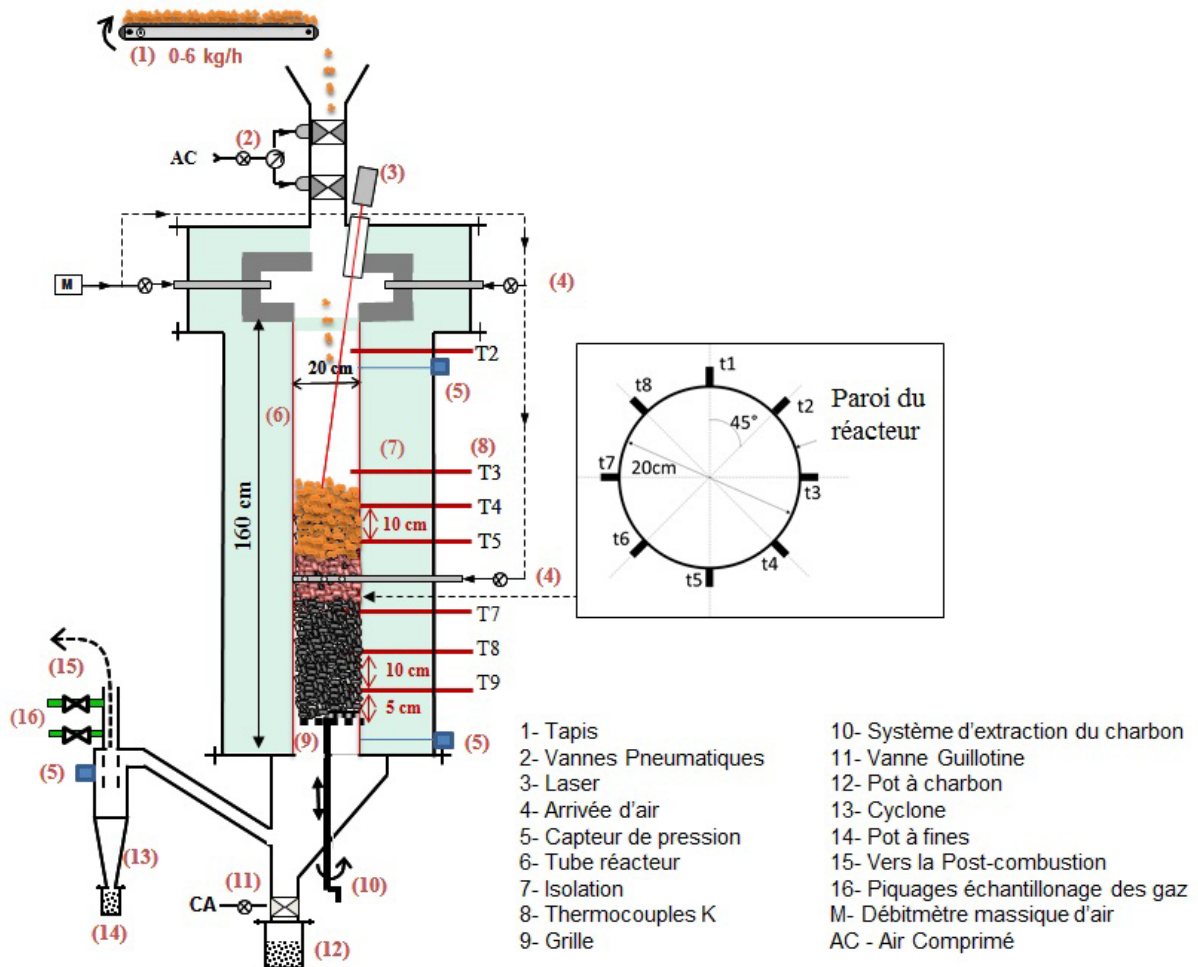 (1) 0-6 kg/h
(2)
AC
(3)
M
(4)
T2
20 cm
(5)
(6)
(7)
(8)
T3
T4
10 cm
T5
160 cm
(4)
T7
T8
10 cm
T9
5 cm
(9)
(5)
t1
t2
t3
t4
t5
t6
t7
t8
45°
20cm
Paroi du
réacteur
(15)
(16)
(5)
(13)
(14)
(11)
CA
(10)
(12)
1- Tapis
2- Vannes Pneumatiques
3- Laser
4- Arrivée d'air
5- Capteur de pression
6- Tube réacteur
7- Isolation
8- Thermocouples K
9- Grille
10- Système d'extraction du charbon
11- Vanne Guillotine
12- Pot à charbon
13- Cyclone
14- Pot à fines
15- Vers la Post-combustion
16- Piquages échantillonage des gaz
M- Débitmètre massique d'air
AC - Air Comprimé